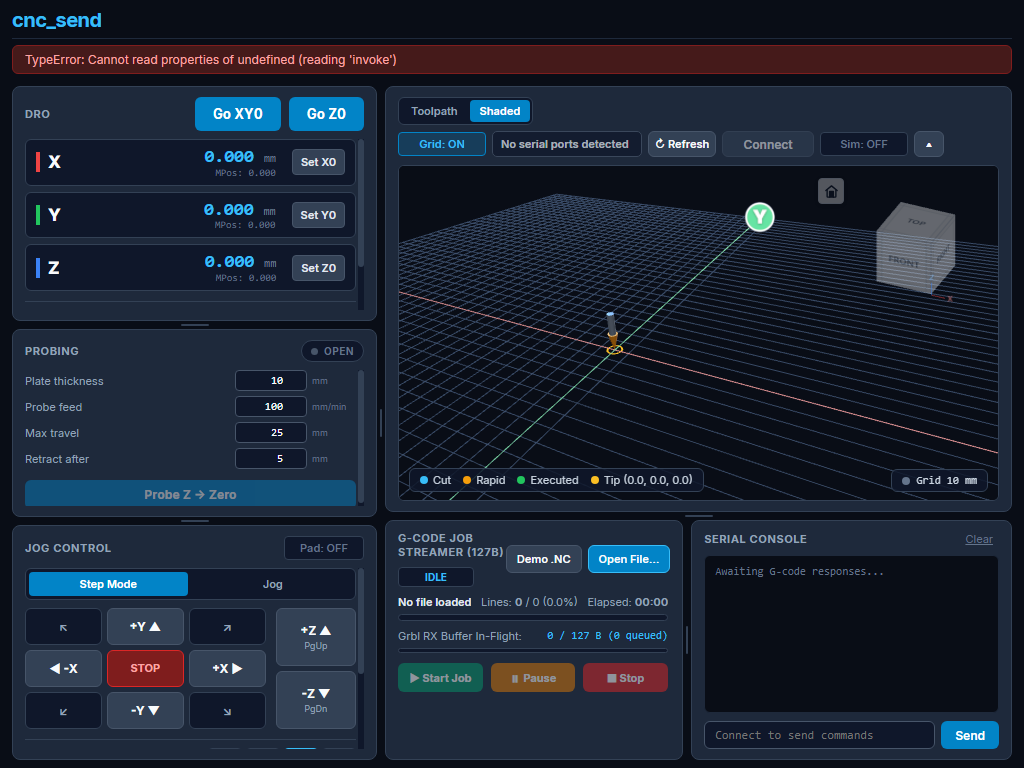 cnc_send
TypeError: Cannot read properties of undefined (reading 'invoke')
DRO
Go XY0
Go Z0
X
0.000 mm
MPos: 0.000
Set X0
Y
0.000 mm
MPos: 0.000
Set Y0
Z
0.000 mm
MPos: 0.000
Set Z0
PROBING
OPEN
Plate thickness
10
mm
Probe feed
100
mm/min
Max travel
25
mm
Retract after
5
mm
Probe Z → Zero
JOG CONTROL
Pad: OFF
Step Mode
Jog
↖
+Y ▲
↗
+Z ▲
PgUp
◀ -X
STOP
+X ▶
-Z ▼
PgDn
↙
-Y ▼
↘
Toolpath
Shaded
Grid: ON
No serial ports detected
↻ Refresh
Connect
Sim: OFF
▲
Y
TOP
FRONT
X
Cut
Rapid
Executed
Tip (0.0, 0.0, 0.0)
Grid 10 mm
G-CODE JOB
STREAMER (127B)
Demo .NC
Open File...
IDLE
No file loaded
Lines: 0 / 0 (0.0%)
Elapsed: 00:00
Grbl RX Buffer In-Flight:
0 / 127 B (0 queued)
▶ Start Job
⏸ Pause
■ Stop
SERIAL CONSOLE
Clear
Awaiting G-code responses...
Connect to send commands
Send